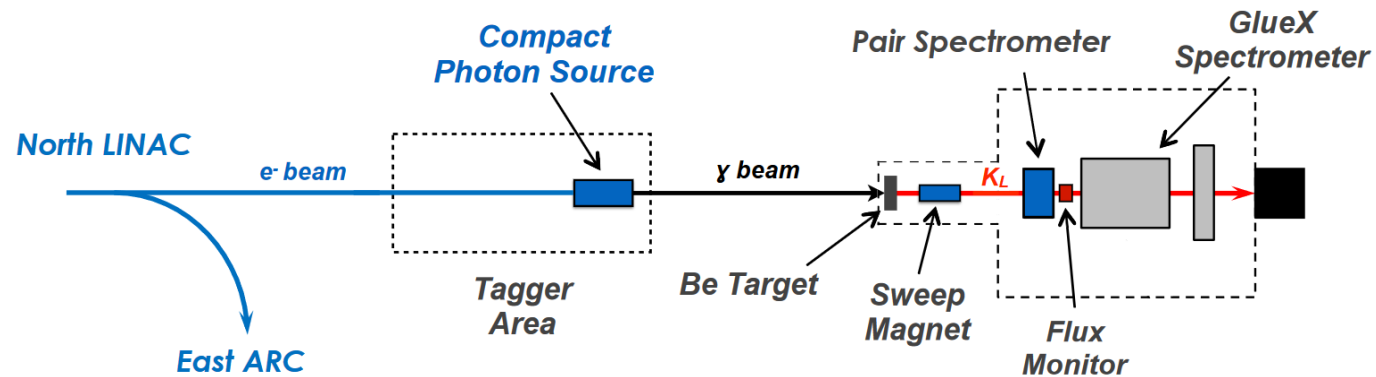 Compact
Photon Source
Pair Spectrometer
GlueX
Spectrometer
North LINAC
e- beam
ɣ beam
KL
Tagger
Area
Be Target
Sweep
Magnet
Flux
Monitor
East ARC